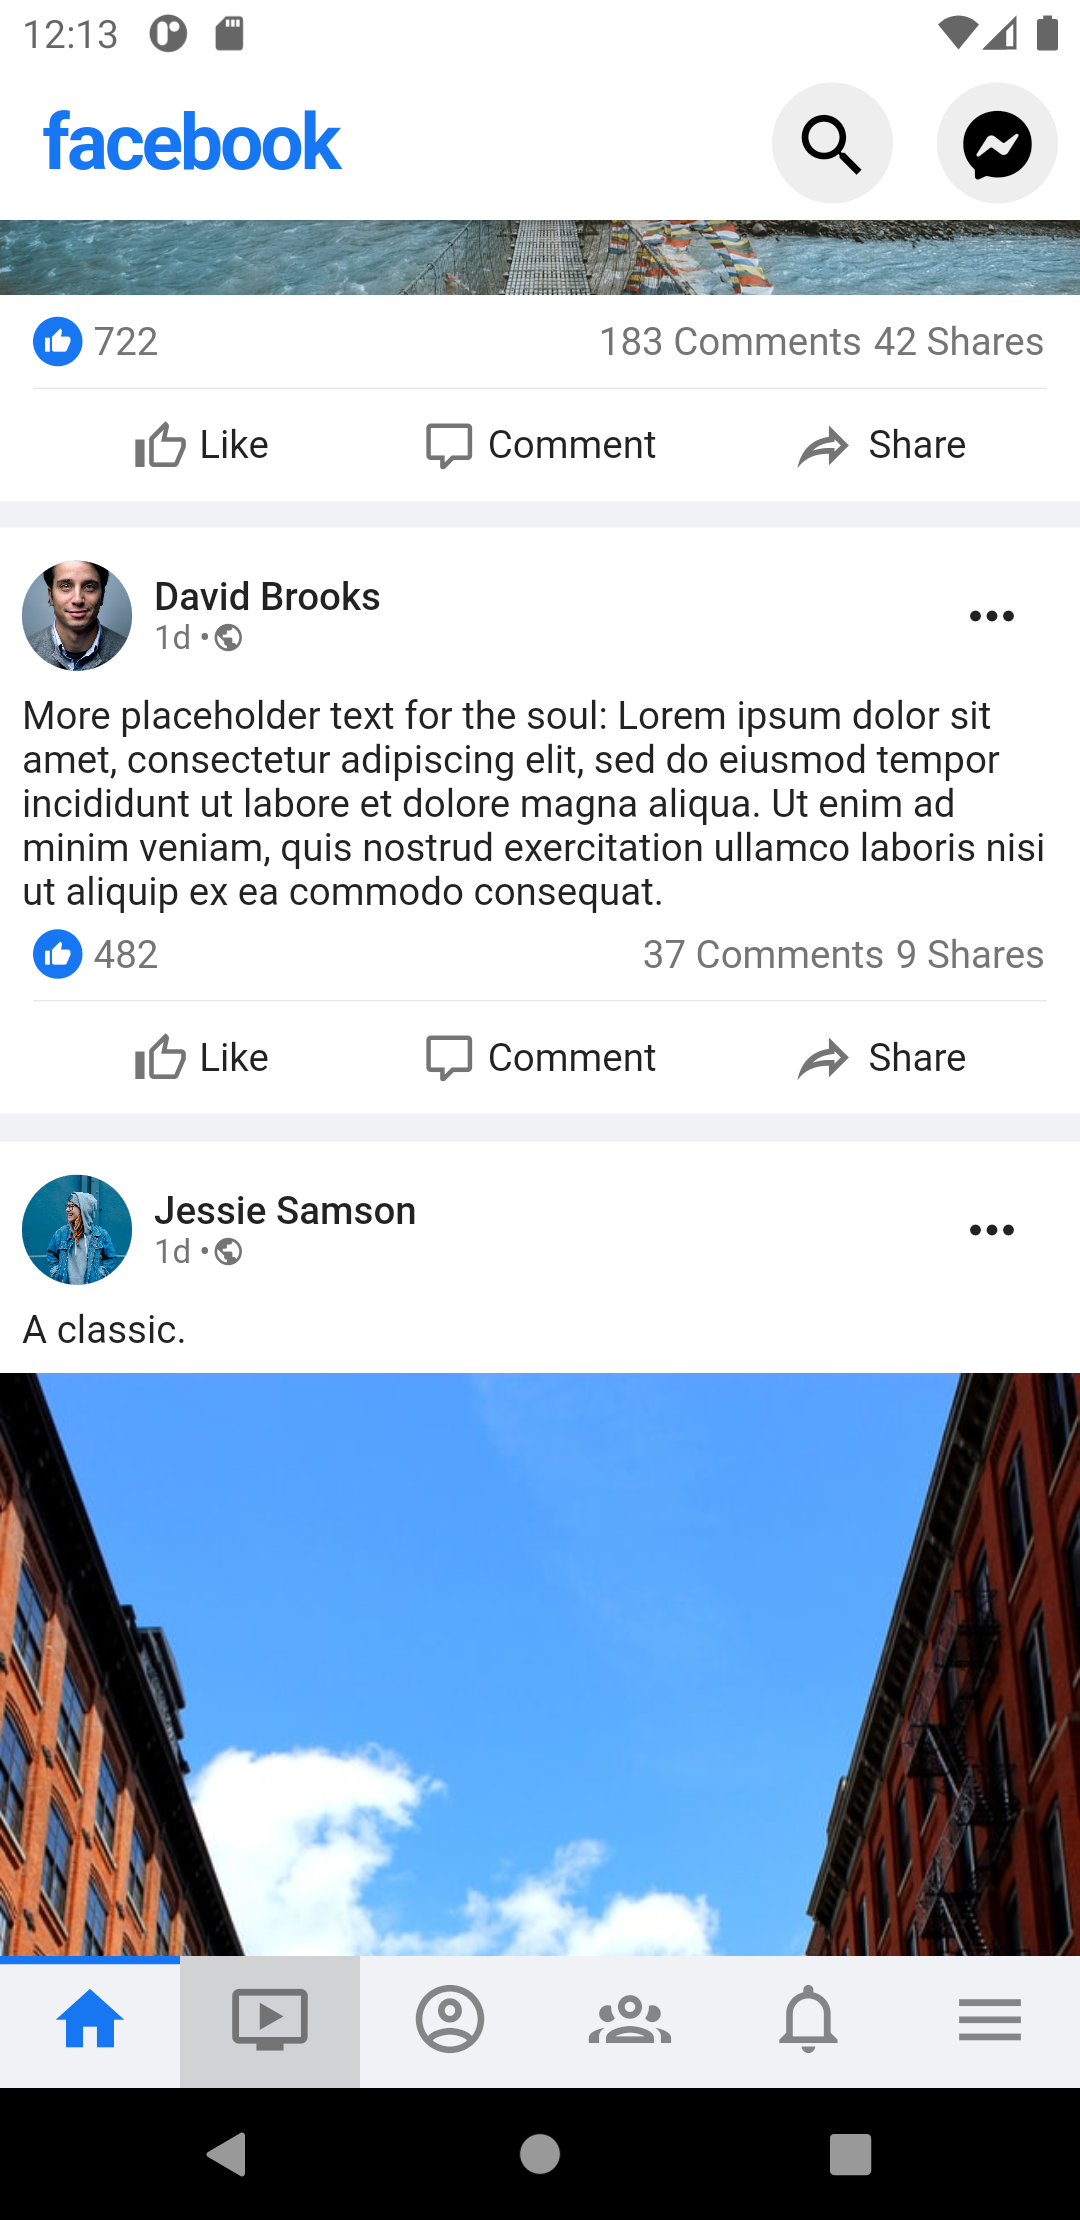 12:13
facebook
722 183 Comments 42 Shares
Like Comment Share
David Brooks
1d •
More placeholder text for the soul: Lorem ipsum dolor sit
amet, consectetur adipiscing elit, sed do eiusmod tempor
incididunt ut labore et dolore magna aliqua. Ut enim ad
minim veniam, quis nostrud exercitation ullamco laboris nisi
ut aliquip ex ea commodo consequat.
482 37 Comments 9 Shares
Like Comment Share
Jessie Samson
1d •
A classic.